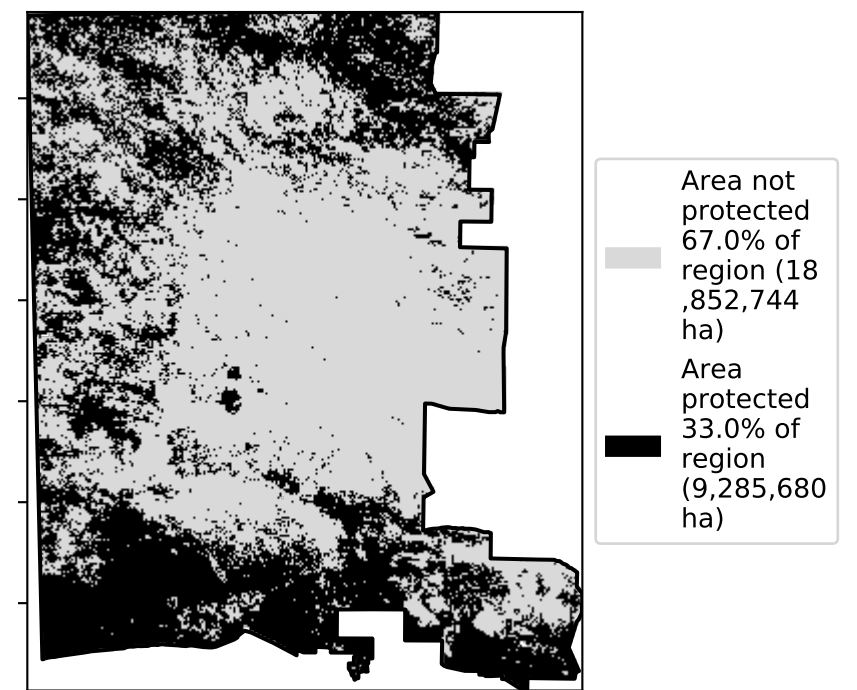 Area not
protected
67.0% of
region (18
,852,744
ha)
Area
protected
33.0% of
region
(9,285,680
ha)